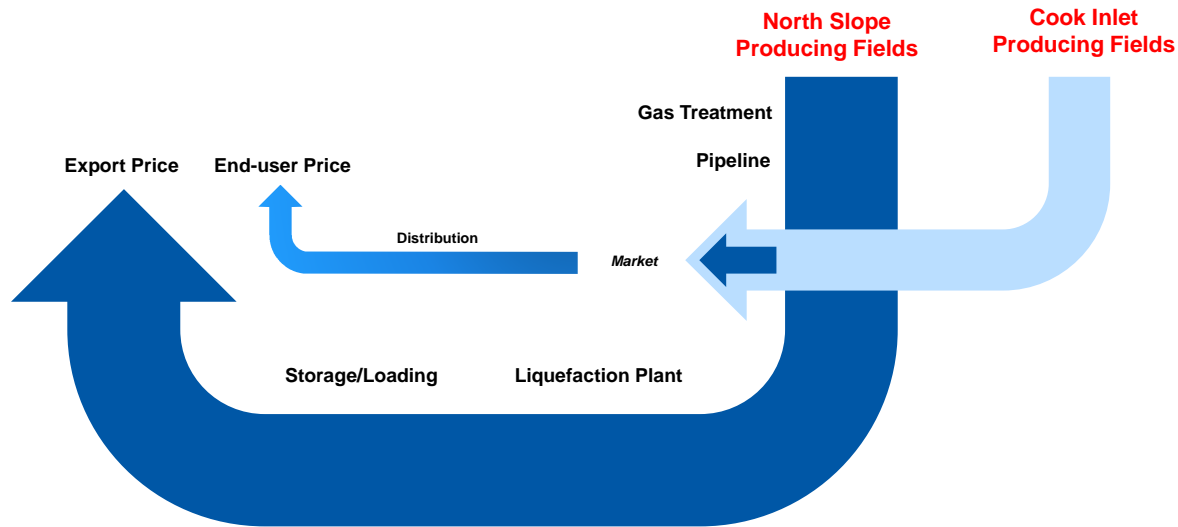 North Slope
Producing Fields
Cook Inlet
Producing Fields
Gas Treatment
Pipeline
Export Price
End-user Price
Distribution
Market
Storage/Loading
Liquefaction Plant